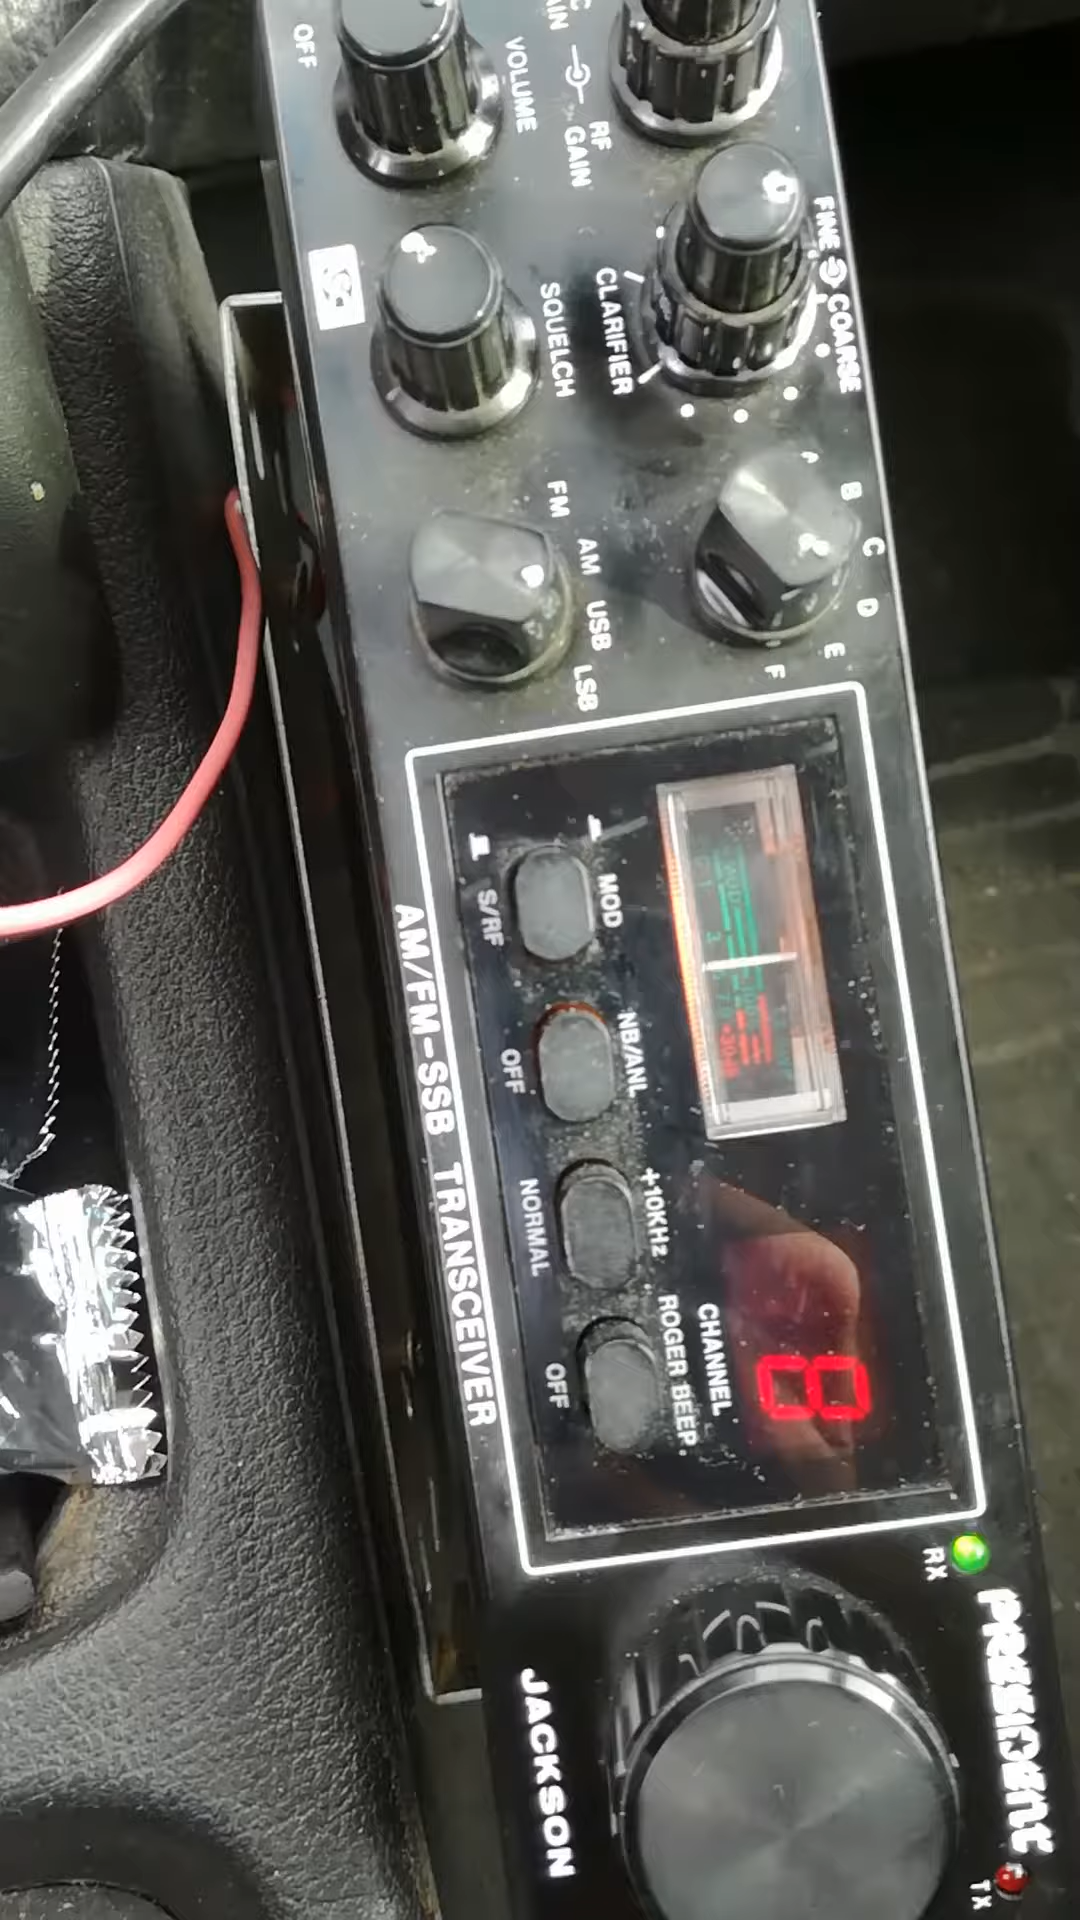 OFF
VOLUME
RF
GAIN
SQUELCH
CLARIFIER
FINE
COARSE
FM
AM
USB
LSB
A
B
C
D
E
F
MOD
S/RF
NB/ANL
OFF
+10KHz
NORMAL
ROGER BEEP
OFF
CHANNEL
8
AM/FM-SSB TRANSCEIVER
RX
PRESIDENT
JACKSON
TX